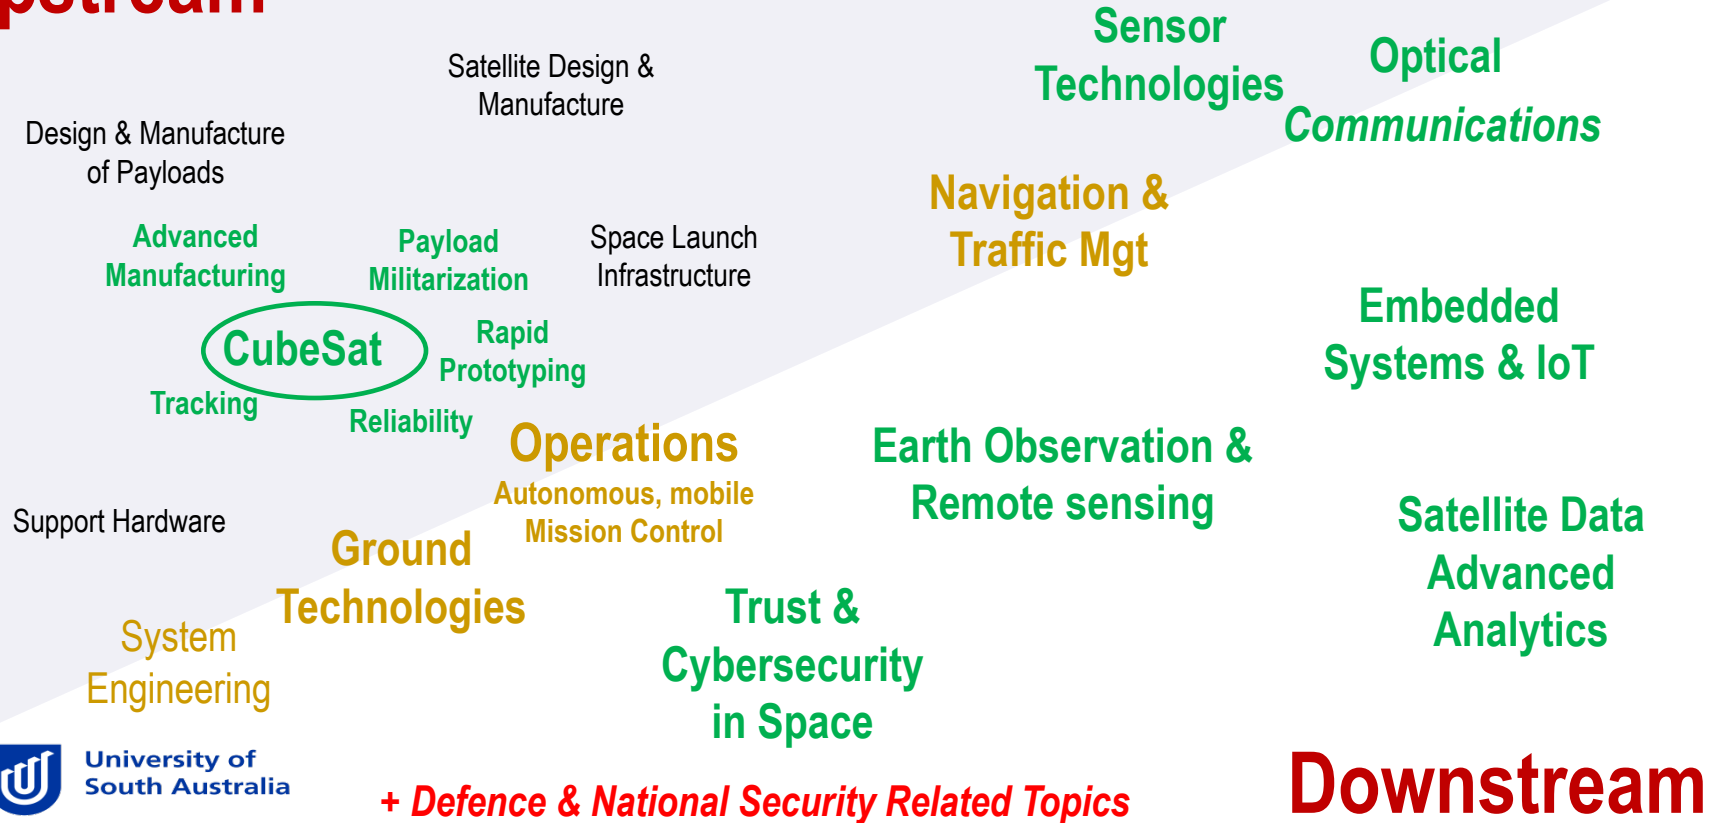 pstream
Sensor
Technologies
Optical
Communications
Satellite Design &
Manufacture
Design & Manufacture
of Payloads
Navigation &
Traffic Mgt
Advanced
Manufacturing
Payload
Militarization
Space Launch
Infrastructure
CubeSat
Rapid
Prototyping
Tracking
Reliability
Embedded
Systems & IoT
Operations
Autonomous, mobile
Mission Control
Earth Observation &
Remote sensing
Support Hardware
Ground
Technologies
Satellite Data
Advanced
Analytics
System
Engineering
Trust &
Cybersecurity
in Space
University of
South Australia
+ Defence & National Security Related Topics
Downstream